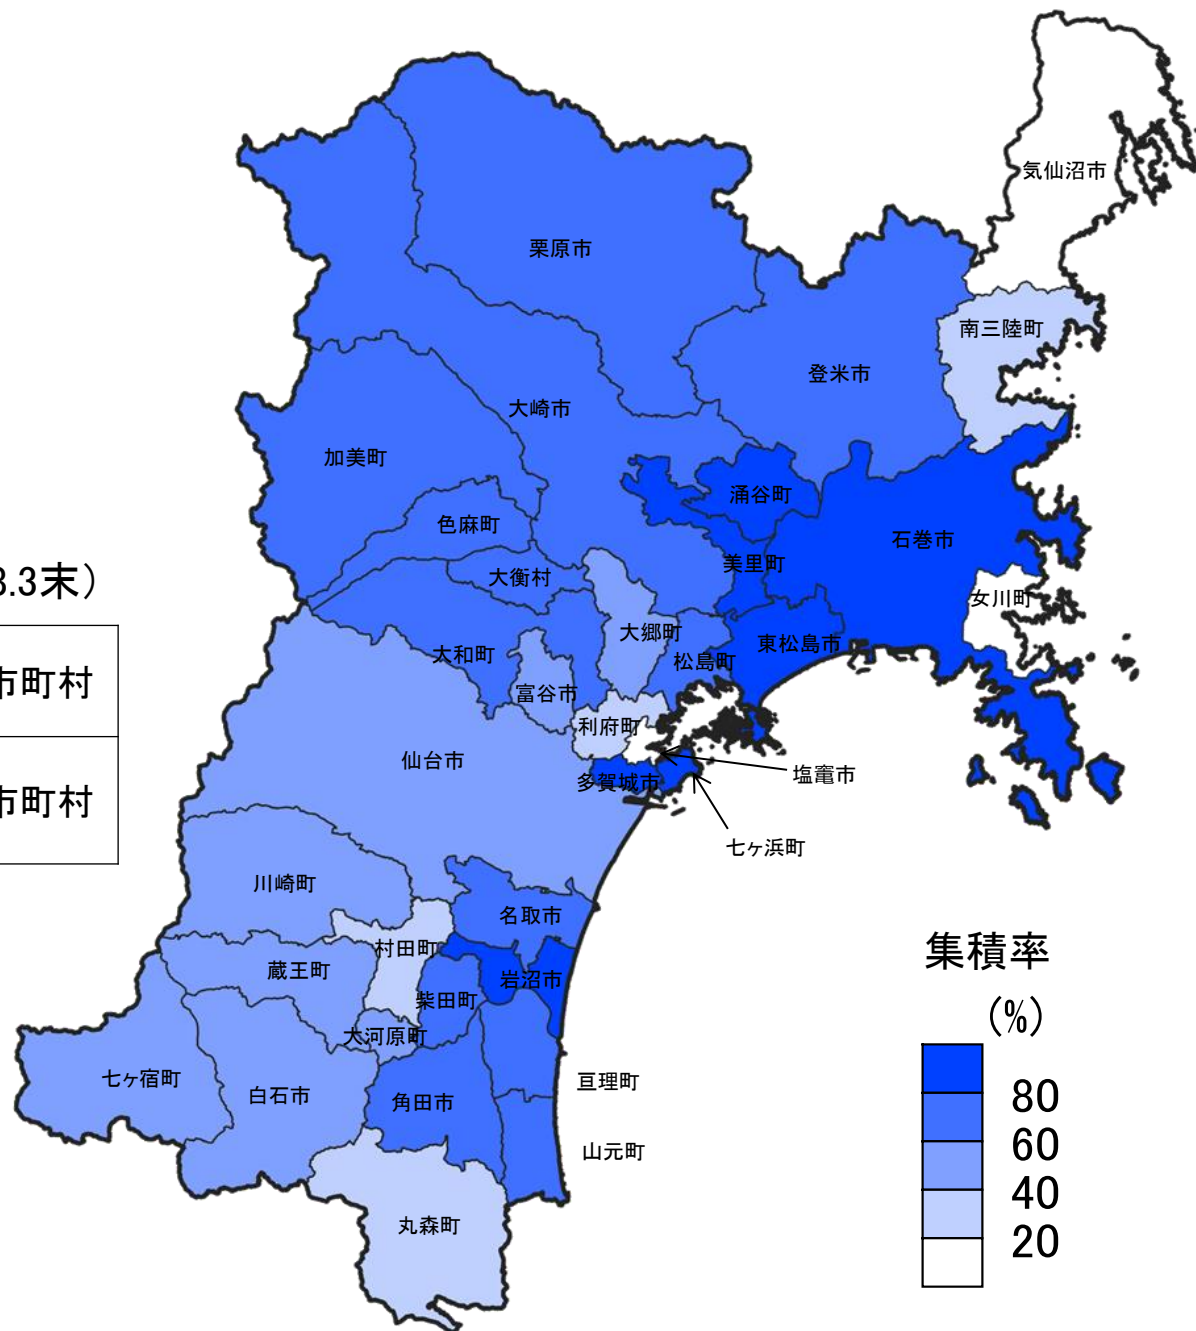 気仙沼市
栗原市
南三陸町
登米市
大崎市
加美町
涌谷町
色麻町
石巻市
美里町
大衡村
3.3末）
女川町
大郷町
東松島市
大和町
松島町
市町村
富谷市
利府町
仙台市
塩竈市
多賀城市
市町村
七ヶ浜町
川崎町
名取市
村田町
集積率
蔵王町
岩沼市
柴田町
(%)
大河原町
七ヶ宿町
亘理町
白石市
角田市
80
60
山元町
40
丸森町
20